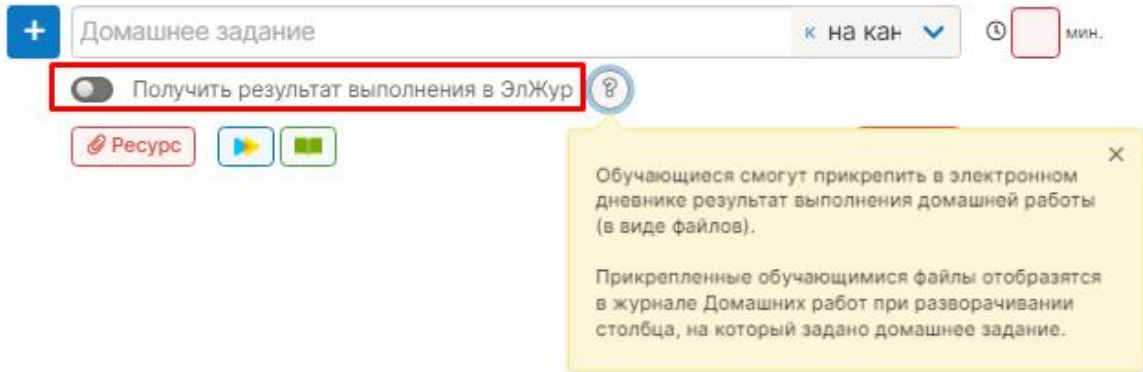 + Домашнее задание к на кан мин.
Получить результат выполнения в ЭлЖур ?
Ресурс
Обучающиеся смогут прикрепить в электронном
дневнике результат выполнения домашней работы
(в виде файлов).
Прикрепленные обучающимися файлы отобразятся
в журнале Домашних работ при разворачивании
столбца, на который задано домашнее задание.